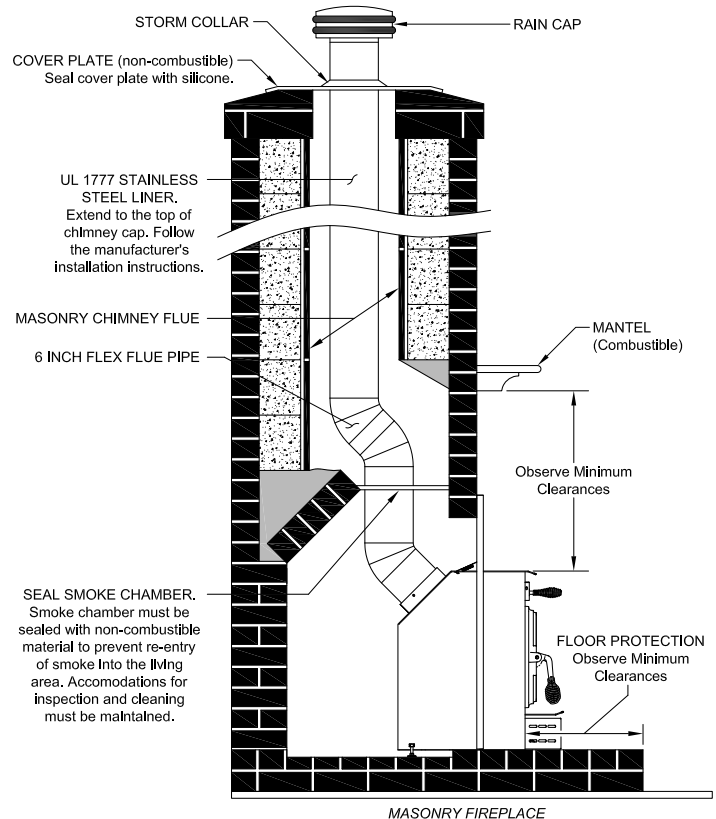 STORM COLLAR
RAIN CAP
COVER PLATE (non-combustible)
Seal cover plate with silicone.
UL 1777 STAINLESS
STEEL LINER.
Extend to the top of
chimney cap. Follow
the manufacturer's
installation instructions.
MASONRY CHIMNEY FLUE
6 INCH FLEX FLUE PIPE
MANTEL
(Combustible)
Observe Minimum
Clearances
SEAL SMOKE CHAMBER.
Smoke chamber must be
sealed with non-combustible
material to prevent re-entry
of smoke into the living
area. Accomodations for
inspection and cleaning
must be maintained.
FLOOR PROTECTION
Observe Minimum
Clearances
MASONRY FIREPLACE